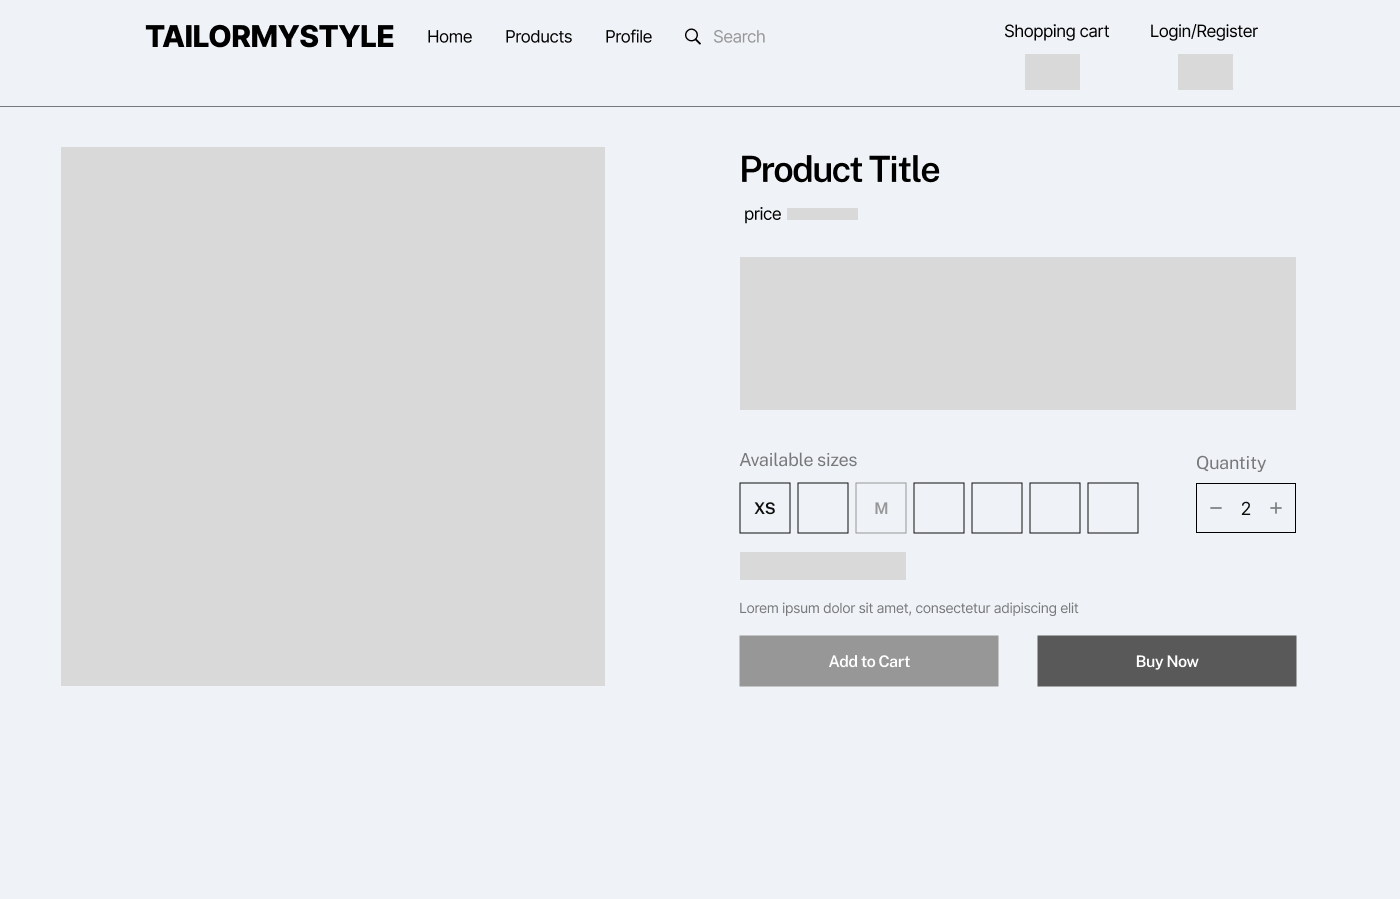 TAILORMYSTYLE Home Products Profile Search Shopping cart Login/Register
Product Title
price
Available sizes Quantity
XS M − 2 +
Lorem ipsum dolor sit amet, consectetur adipiscing elit
Add to Cart Buy Now